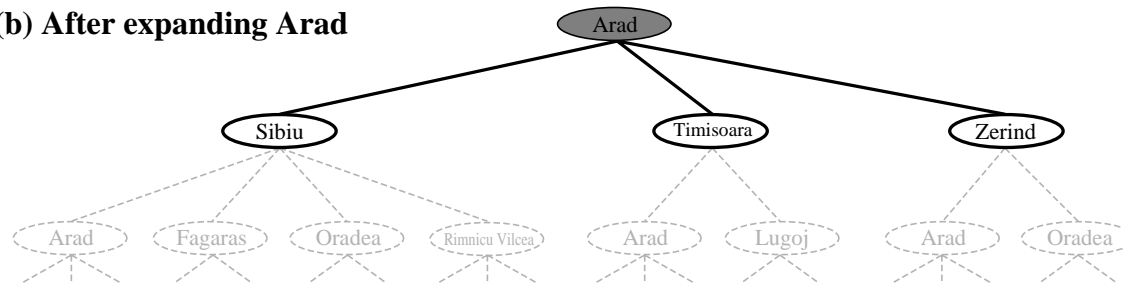 (b) After expanding Arad
Arad
Sibiu Timisoara Zerind
Arad Fagaras Oradea Rimnicu Vilcea Arad Lugoj Arad Oradea